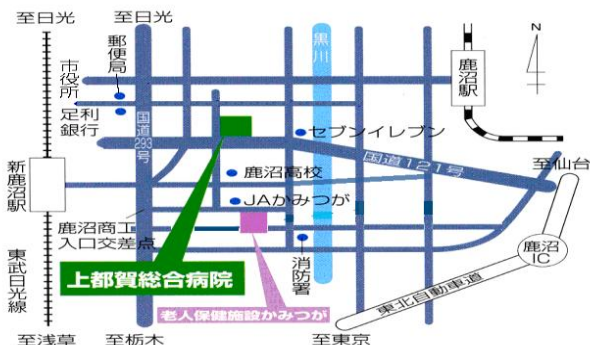 至日光
至日光
N
郵便局
市役所
黒川
鹿沼駅
足利
銀行
国道293号
セブンイレブン
国道121号
至仙台
新鹿沼駅
鹿沼高校
JAかみつが
鹿沼商工
入口交差点
鹿沼
IC
消防署
上都賀総合病院
東武日光線
老人保健施設かみつが
東北自動車道
至浅草
至栃木
至東京